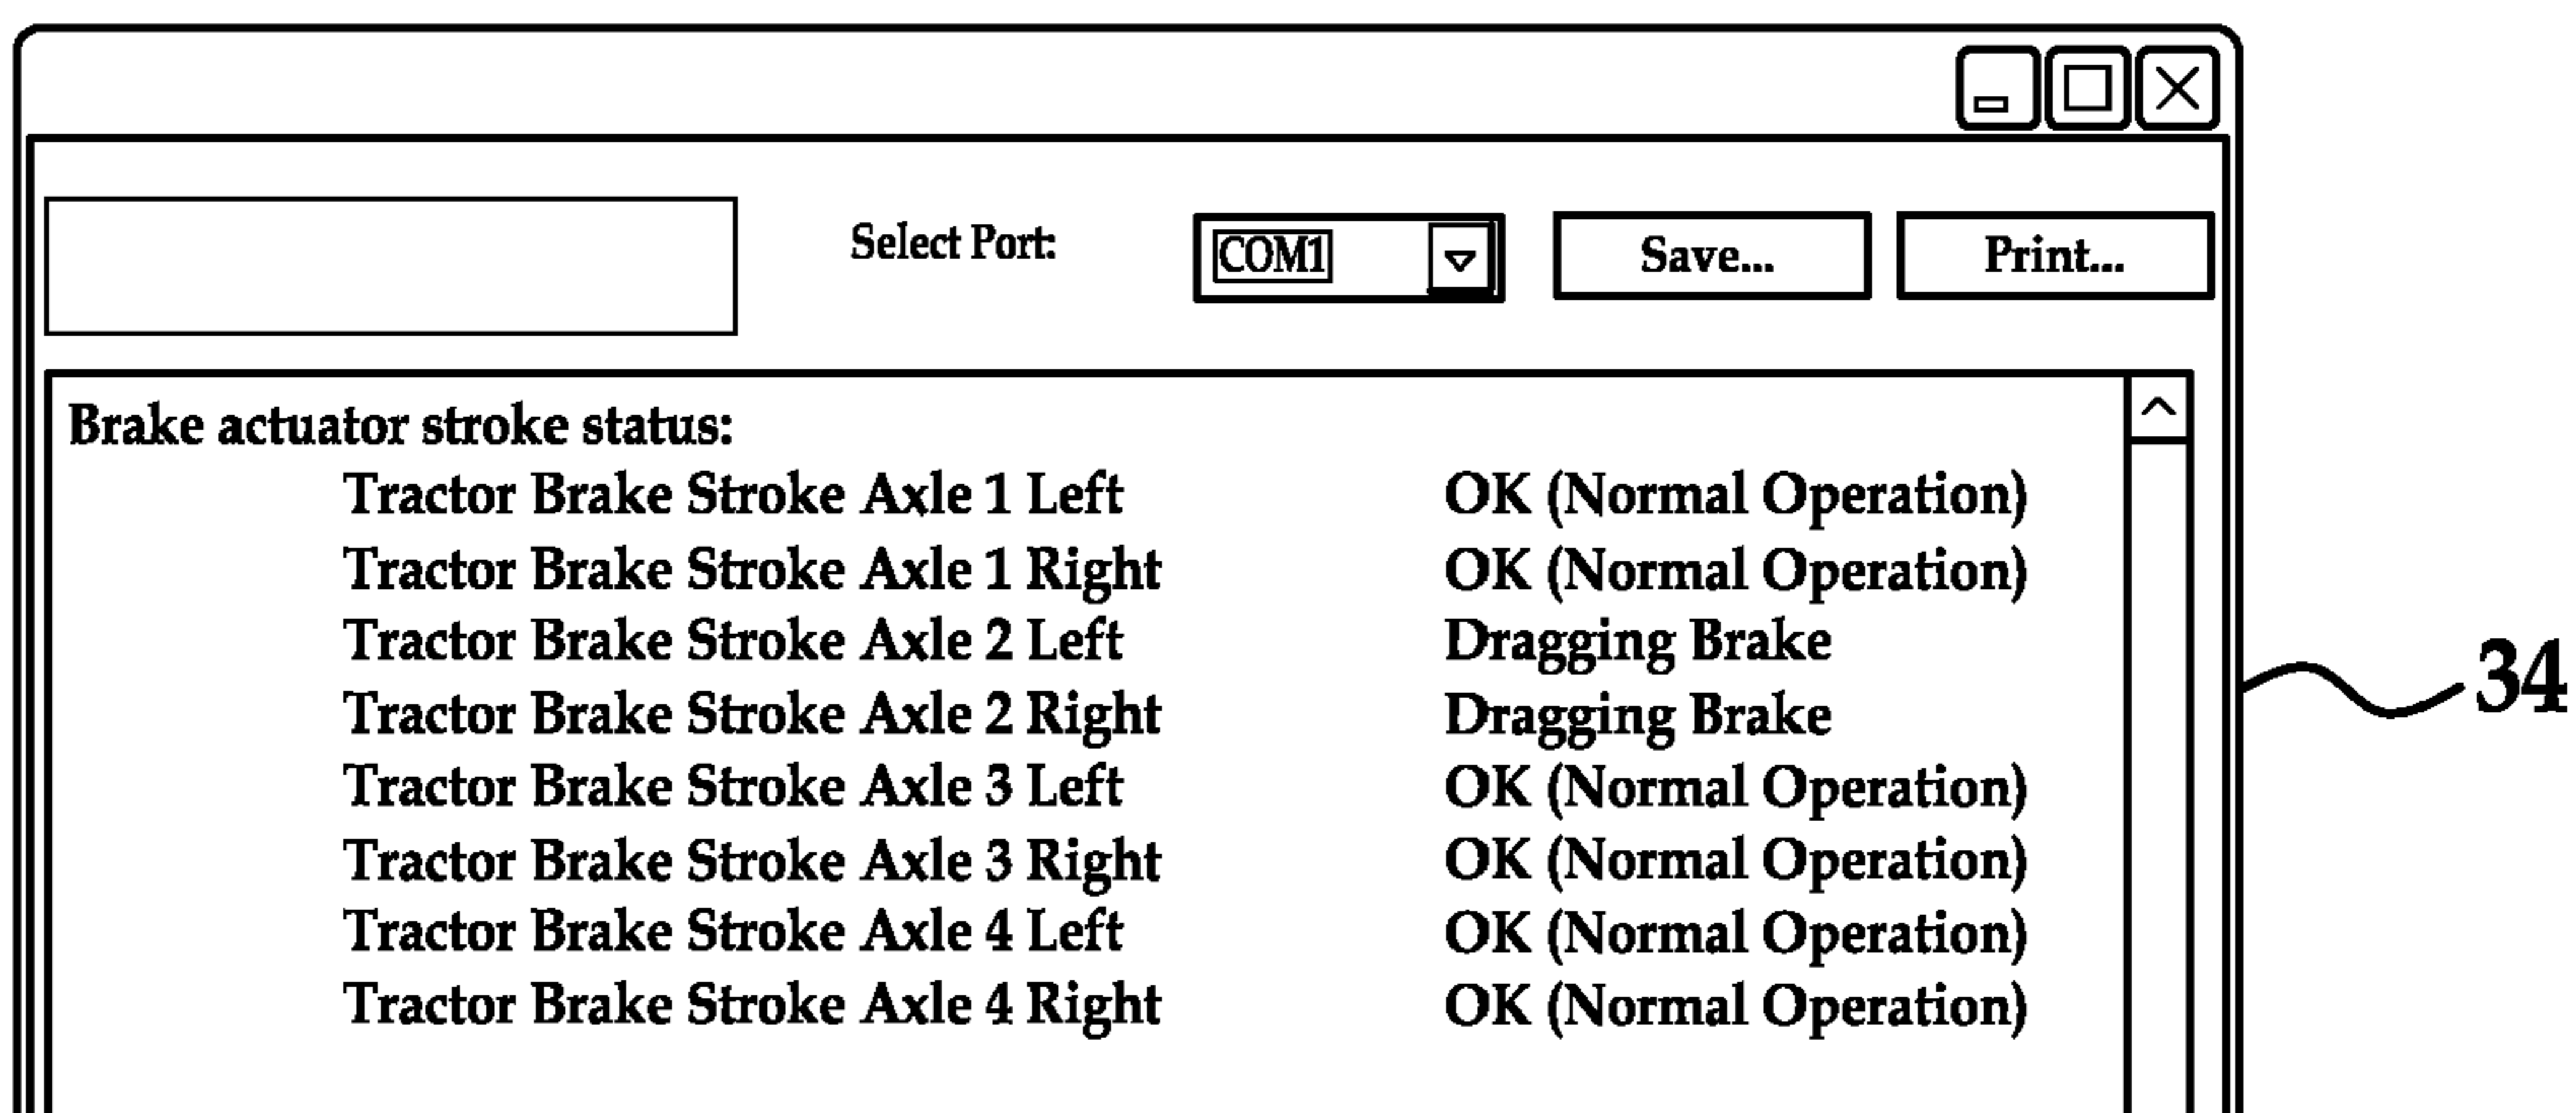 Select Port: COM1 Save... Print...
Brake actuator stroke status:
Tractor Brake Stroke Axle 1 Left OK (Normal Operation)
Tractor Brake Stroke Axle 1 Right OK (Normal Operation)
Tractor Brake Stroke Axle 2 Left Dragging Brake
Tractor Brake Stroke Axle 2 Right Dragging Brake
Tractor Brake Stroke Axle 3 Left OK (Normal Operation)
Tractor Brake Stroke Axle 3 Right OK (Normal Operation)
Tractor Brake Stroke Axle 4 Left OK (Normal Operation)
Tractor Brake Stroke Axle 4 Right OK (Normal Operation)
34